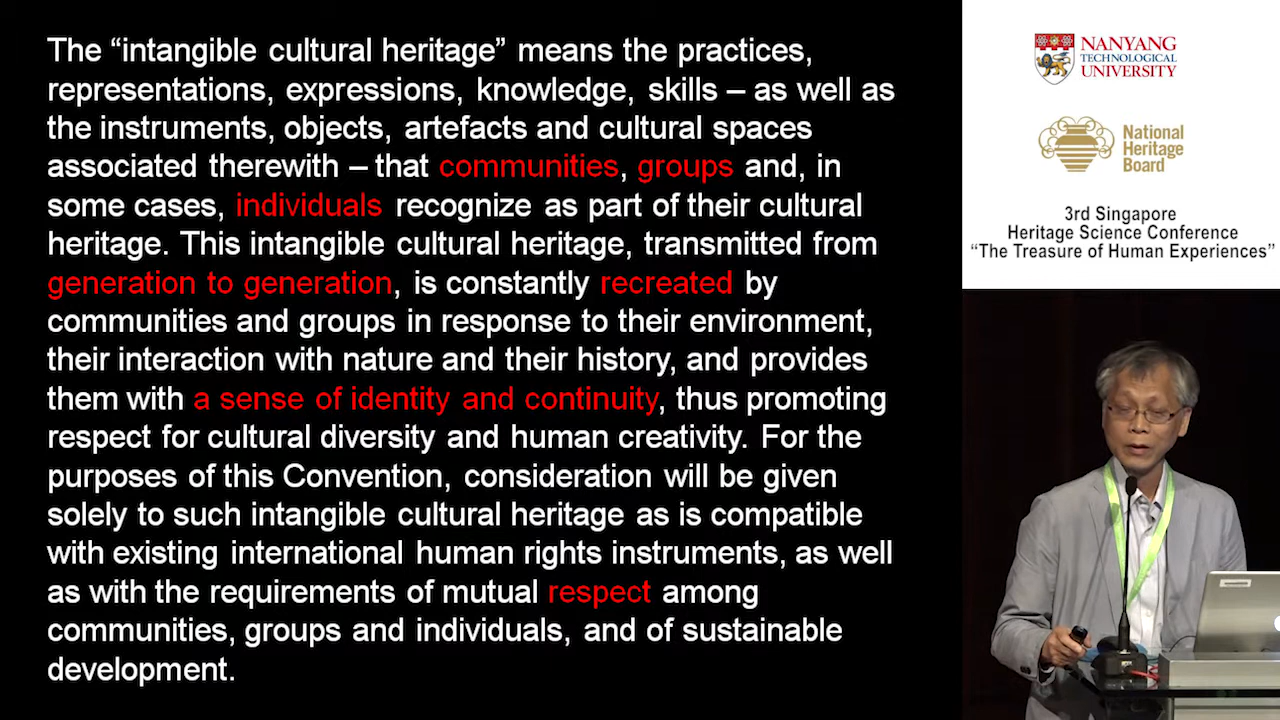 The “intangible cultural heritage” means the practices,
representations, expressions, knowledge, skills – as well as
the instruments, objects, artefacts and cultural spaces
associated therewith – that communities, groups and, in
some cases, individuals recognize as part of their cultural
heritage. This intangible cultural heritage, transmitted from
generation to generation, is constantly recreated by
communities and groups in response to their environment,
their interaction with nature and their history, and provides
them with a sense of identity and continuity, thus promoting
respect for cultural diversity and human creativity. For the
purposes of this Convention, consideration will be given
solely to such intangible cultural heritage as is compatible
with existing international human rights instruments, as well
as with the requirements of mutual respect among
communities, groups and individuals, and of sustainable
development.
NANYANG
TECHNOLOGICAL
UNIVERSITY
National
Heritage
Board
3rd Singapore
Heritage Science Conference
“The Treasure of Human Experiences”